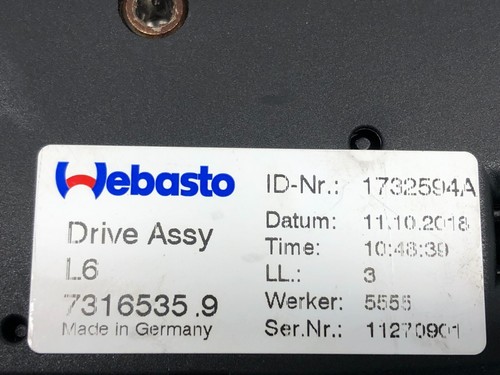 Webasto
Drive Assy
L6
7316535.9
Made in Germany
ID-Nr.: 1732594A
Datum: 11.10.2018
Time: 10:48:39
LL.: 3
Werker: 5555
Ser.Nr.: 11270901